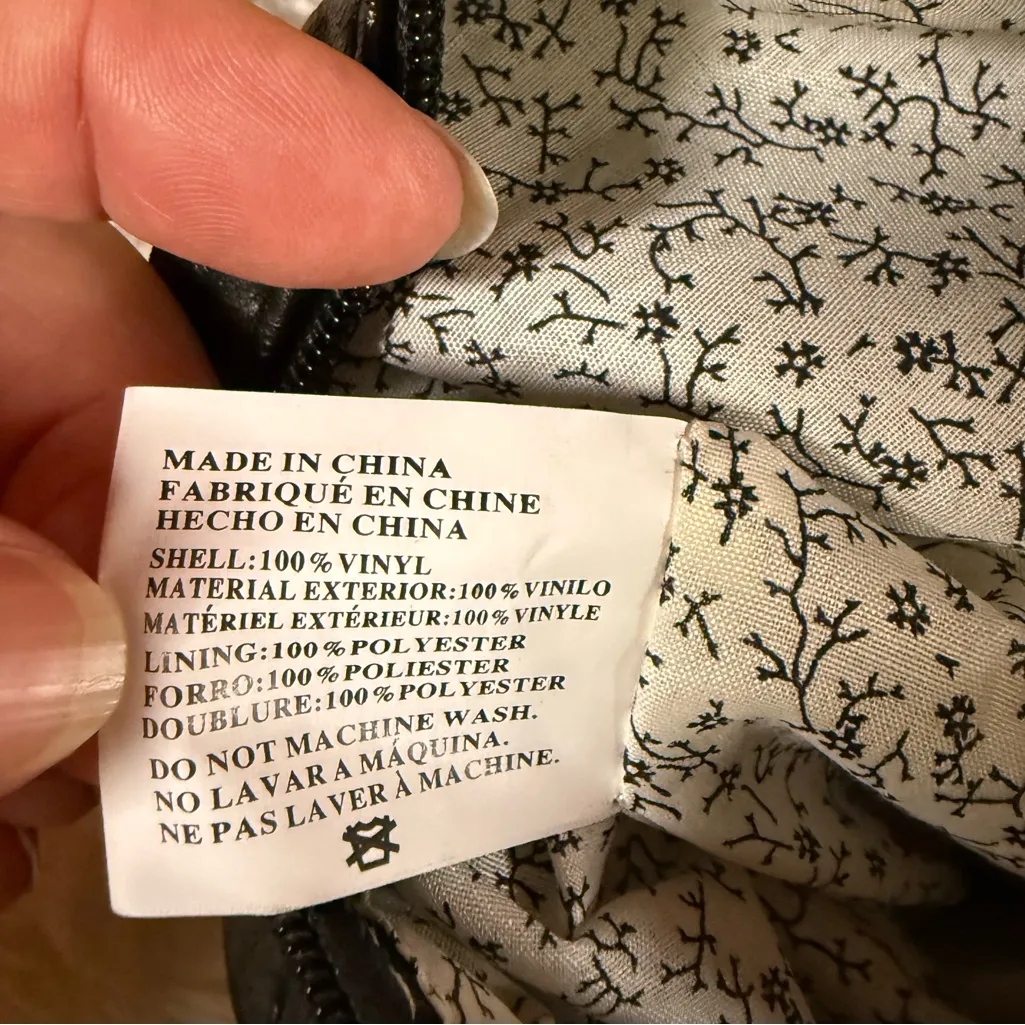 MADE IN CHINA
FABRIQUÉ EN CHINE
HECHO EN CHINA
SHELL:100% VINYL
MATERIAL EXTERIOR:100% VINILO
MATÉRIEL EXTÉRIEUR:100% VINYLE
LINING:100% POLYESTER
FORRO:100% POLIESTER
DOUBLURE:100% POLYESTER
DO NOT MACHINE WASH.
NO LAVAR A MÁQUINA.
NE PAS LAVER À MACHINE.